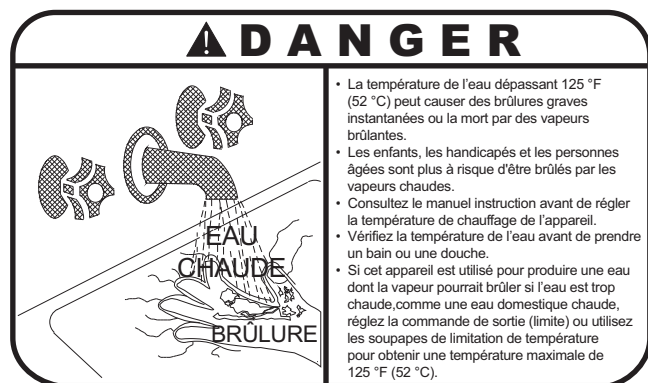 DANGER
EAU
CHAUDE
BRÛLURE
• La température de l'eau dépassant 125 °F
(52 °C) peut causer des brûlures graves
instantanées ou la mort par des vapeurs
brûlantes.
• Les enfants, les handicapés et les personnes
âgées sont plus à risque d'être brûlés par les
vapeurs chaudes.
• Consultez le manuel instruction avant de régler
la température de chauffage de l'appareil.
• Vérifiez la température de l'eau avant de prendre
un bain ou une douche.
• Si cet appareil est utilisé pour produire une eau
dont la vapeur pourrait brûler si l'eau est trop
chaude,comme une eau domestique chaude,
réglez la commande de sortie (limite) ou utilisez
les soupapes de limitation de température
pour obtenir une température maximale de
125 °F (52 °C).